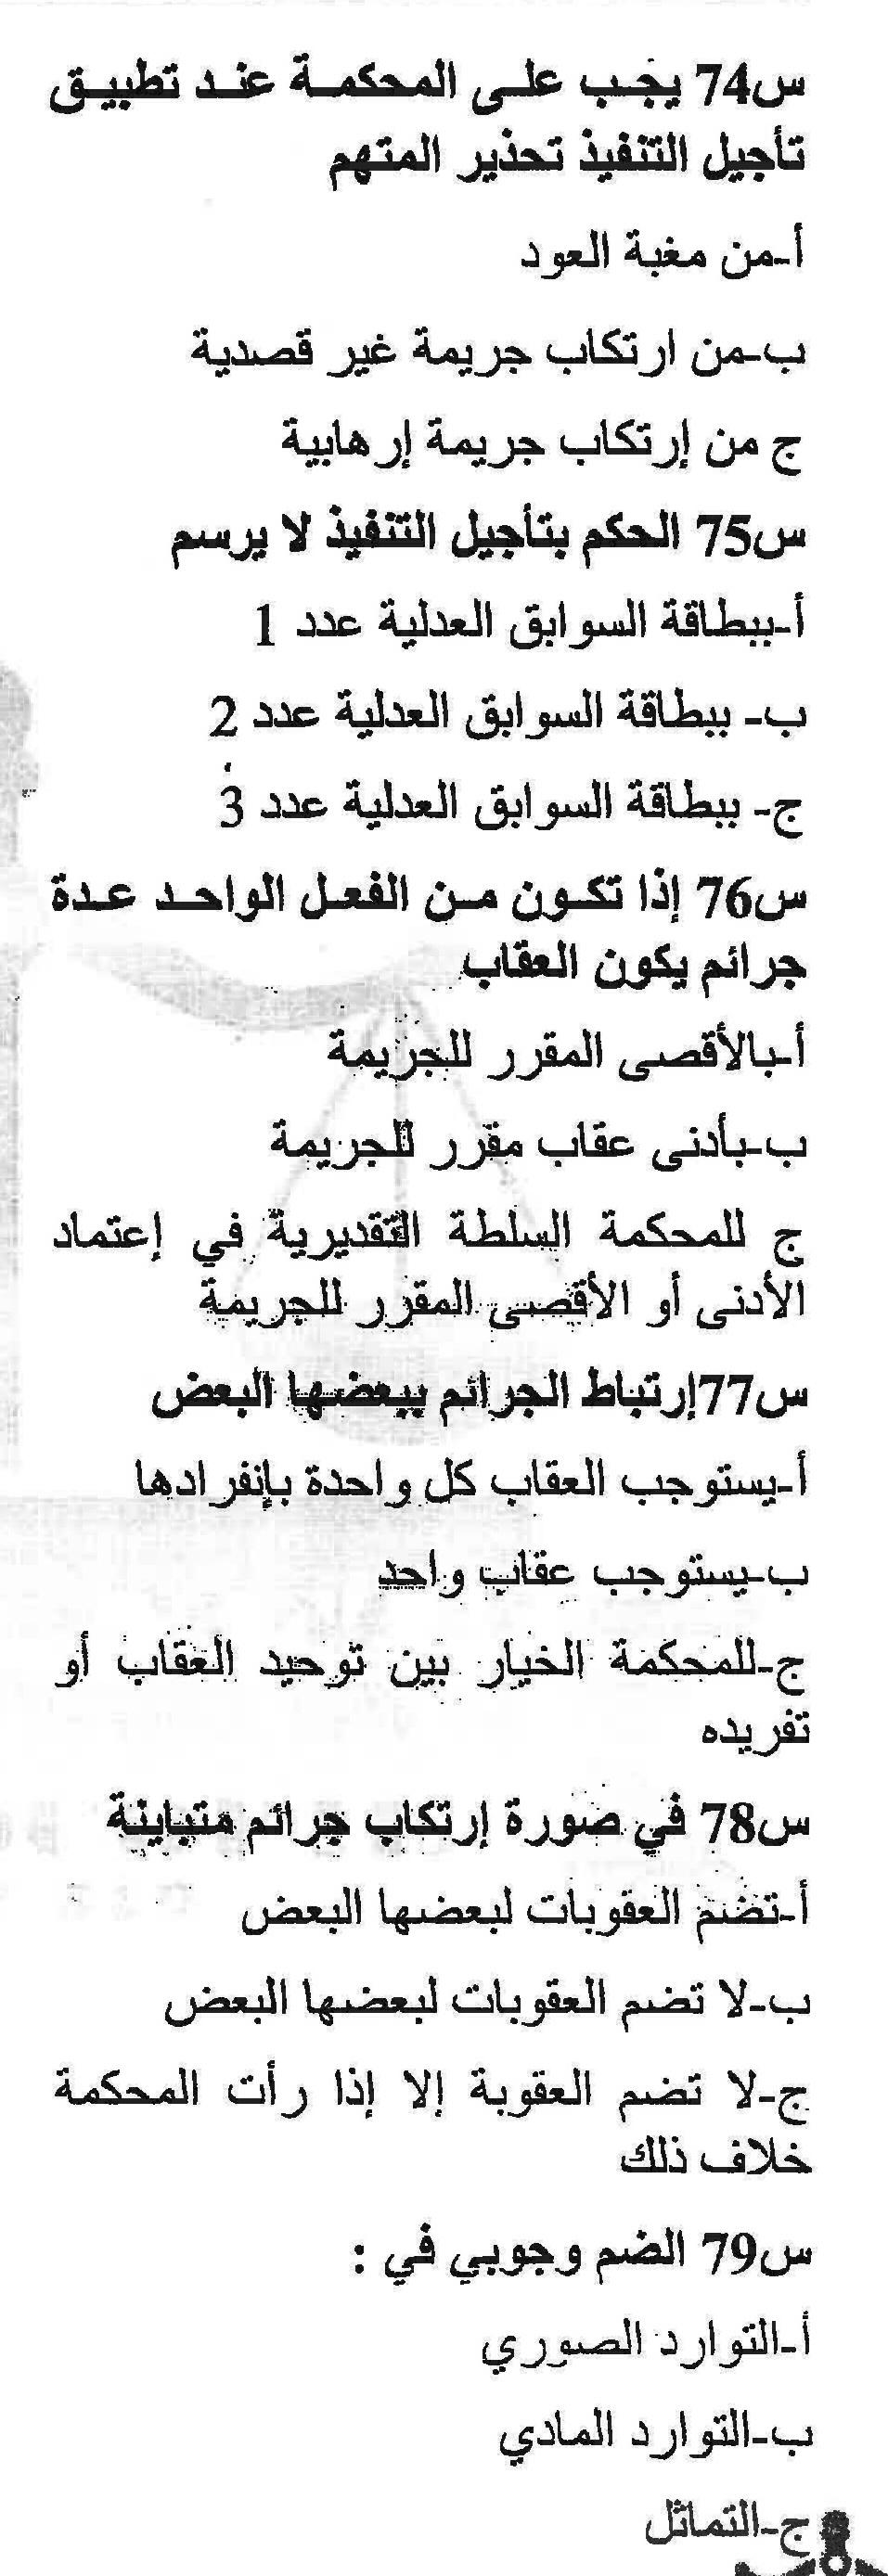 س74 يجب على المحكمة عند تطبيق
تأجيل التنفيذ تحذير المتهم
أ-من مغبة العود
ب-من ارتكاب جريمة غير قصدية
ج من إرتكاب جريمة إرهابية
س75 الحكم بتأجيل التنفيذ لا يرسم
أ-ببطاقة السوابق العدلية عدد 1
ب- ببطاقة السوابق العدلية عدد 2
ج- ببطاقة السوابق العدلية عدد 3
س76 إذا تكون من الفعل الواحد عدة
جرائم يكون العقاب
أ-بالأقصى المقرر للجريمة
ب-بأدنى عقاب مقرر للجريمة
ج للمحكمة السلطة التقديرية في إعتماد
الأدنى أو الأقصى المقرر للجريمة
س77إرتباط الجرائم ببعضها البعض
أ-يستوجب العقاب كل واحدة بإنفرادها
ب-يستوجب عقاب واحد
ج-للمحكمة الخيار بين توحيد العقاب أو
تفريده
س78 في صورة إرتكاب جرائم متباينة
أ-تضم العقوبات لبعضها البعض
ب-لا تضم العقوبات لبعضها البعض
ج-لا تضم العقوبة إلا إذا رأت المحكمة
خلاف ذلك
س79 الضم وجوبي في :
أ-التوارد الصوري
ب-التوارد المادي
ج-التماثل